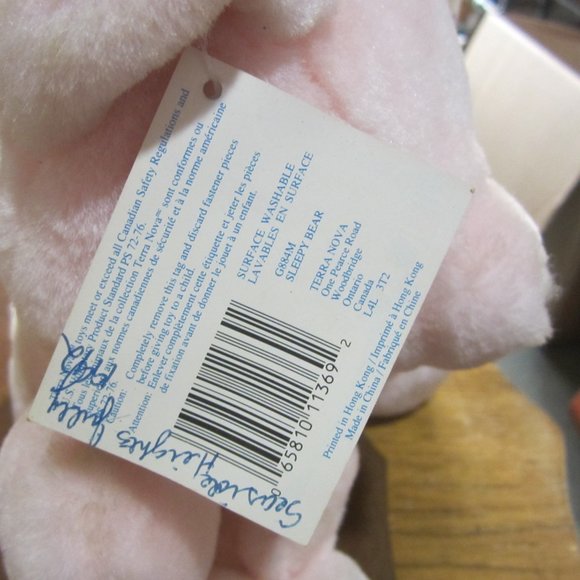 toys meet or exceed all Canadian Safety Regulations and
Product Standard PS 72-76.
de la collection Terra Nova sont conformes ou
aux normes canadiennes de sécurité et à la norme américaine
72-76.
Completely remove this tag and discard fastener pieces
before giving toy to a child.
Attention: Enlever complètement cette étiquette et jeter les pièces
de fixation avant de donner le jouet à un enfant.
SURFACE WASHABLE
LAVABLES EN SURFACE
G884M
SLEEPY BEAR
TERRA NOVA
One Pearce Road
Woodbridge
Ontario
Canada
L4L 3T2
0 65810 11369 2
Printed in Hong Kong / Imprimé à Hong Kong
Made in China / Fabriqué en Chine
Seaside
Heights